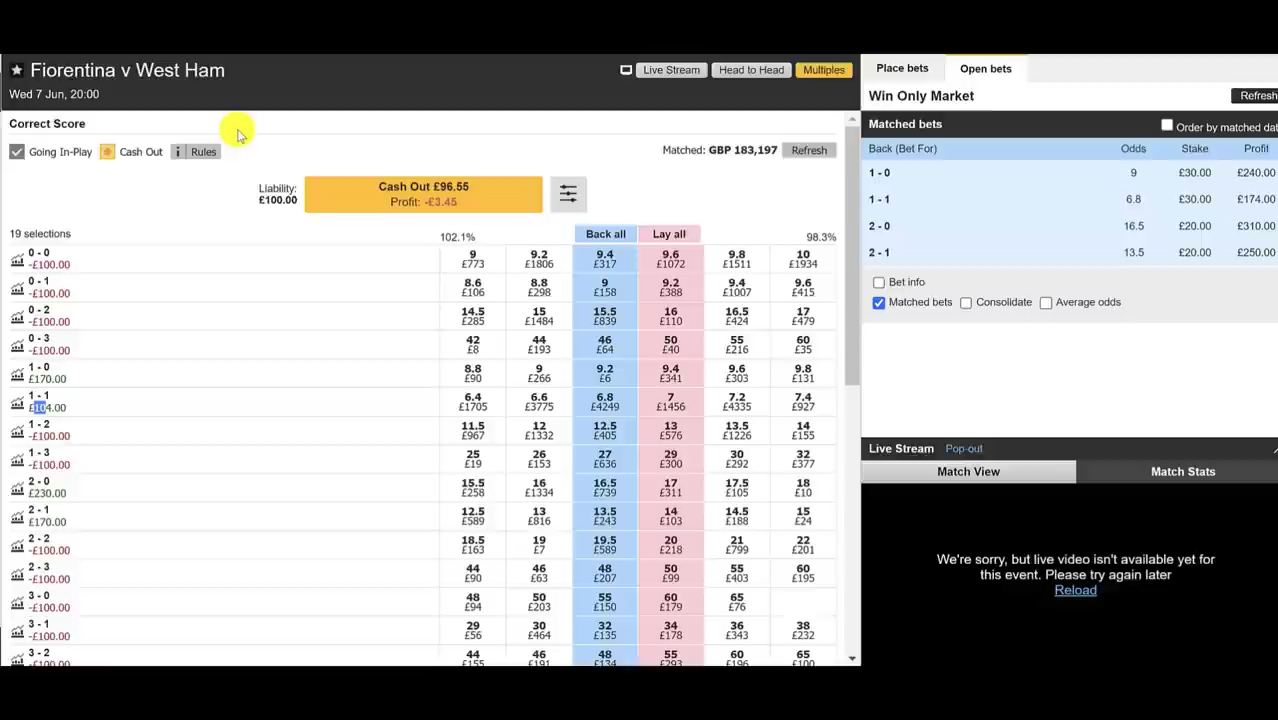 Fiorentina v West Ham
Live Stream Head to Head Multiples
Wed 7 Jun, 20:00
Correct Score
Going In-Play Cash Out i Rules
Matched: GBP 183,197 Refresh
Liability:
£100.00
Cash Out £96.55
Profit: -£3.45
19 selections 102.1% Back all Lay all 98.3%
0 - 0 9 9.2 9.4 9.6 9.8 10
-£100.00 £773 £1806 £317 £1072 £1511 £1934
0 - 1 8.6 8.8 9 9.2 9.4 9.6
-£100.00 £106 £298 £158 £388 £1007 £415
0 - 2 14.5 15 15.5 16 16.5 17
-£100.00 £285 £1484 £839 £110 £424 £479
0 - 3 42 44 46 50 55 60
-£100.00 £8 £193 £64 £40 £216 £35
1 - 0 8.8 9 9.2 9.4 9.6 9.8
£170.00 £90 £266 £6 £341 £303 £131
1 - 1 6.4 6.6 6.8 7 7.2 7.4
£104.00 £1705 £3775 £4249 £1456 £4335 £927
1 - 2 11.5 12 12.5 13 13.5 14
-£100.00 £967 £1332 £405 £576 £1226 £155
1 - 3 25 26 27 29 30 32
-£100.00 £19 £153 £636 £300 £292 £377
2 - 0 15.5 16 16.5 17 17.5 18
£230.00 £258 £1334 £739 £311 £105 £10
2 - 1 12.5 13 13.5 14 14.5 15
£170.00 £589 £816 £243 £103 £188 £24
2 - 2 18.5 19 19.5 20 21 22
-£100.00 £163 £7 £589 £218 £799 £201
2 - 3 44 46 48 50 55 60
-£100.00 £90 £63 £207 £99 £403 £195
3 - 0 48 50 55 60 65
-£100.00 £94 £203 £150 £179 £76
3 - 1 29 30 32 34 36 38
-£100.00 £56 £464 £135 £178 £343 £232
3 - 2 44 46 48 55 60 65
-£100.00 £155 £191 £134 £293 £196 £100
Place bets Open bets
Win Only Market Refresh
Matched bets Order by matched dat
Back (Bet For) Odds Stake Profit
1 - 0 9 £30.00 £240.00
1 - 1 6.8 £30.00 £174.00
2 - 0 16.5 £20.00 £310.00
2 - 1 13.5 £20.00 £250.00
Bet info
Matched bets Consolidate Average odds
Live Stream Pop-out
Match View Match Stats
We're sorry, but live video isn't available yet for
this event. Please try again later
Reload